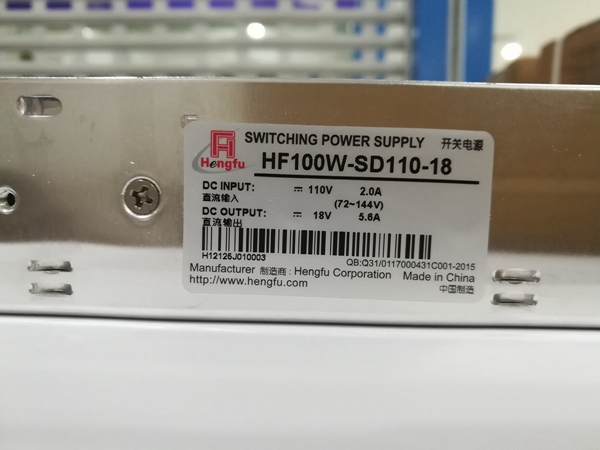 SWITCHING POWER SUPPLY 开关电源
Hengfu HF100W-SD110-18
DC INPUT: ⎓ 110V 2.0A
直流输入 (72~144V)
DC OUTPUT: ⎓ 18V 5.6A
直流输出
H12125J010003 QB:Q31/0117000431C001-2015
Manufacturer 制造商: Hengfu Corporation Made in China
http://www.hengfu.com 中国制造